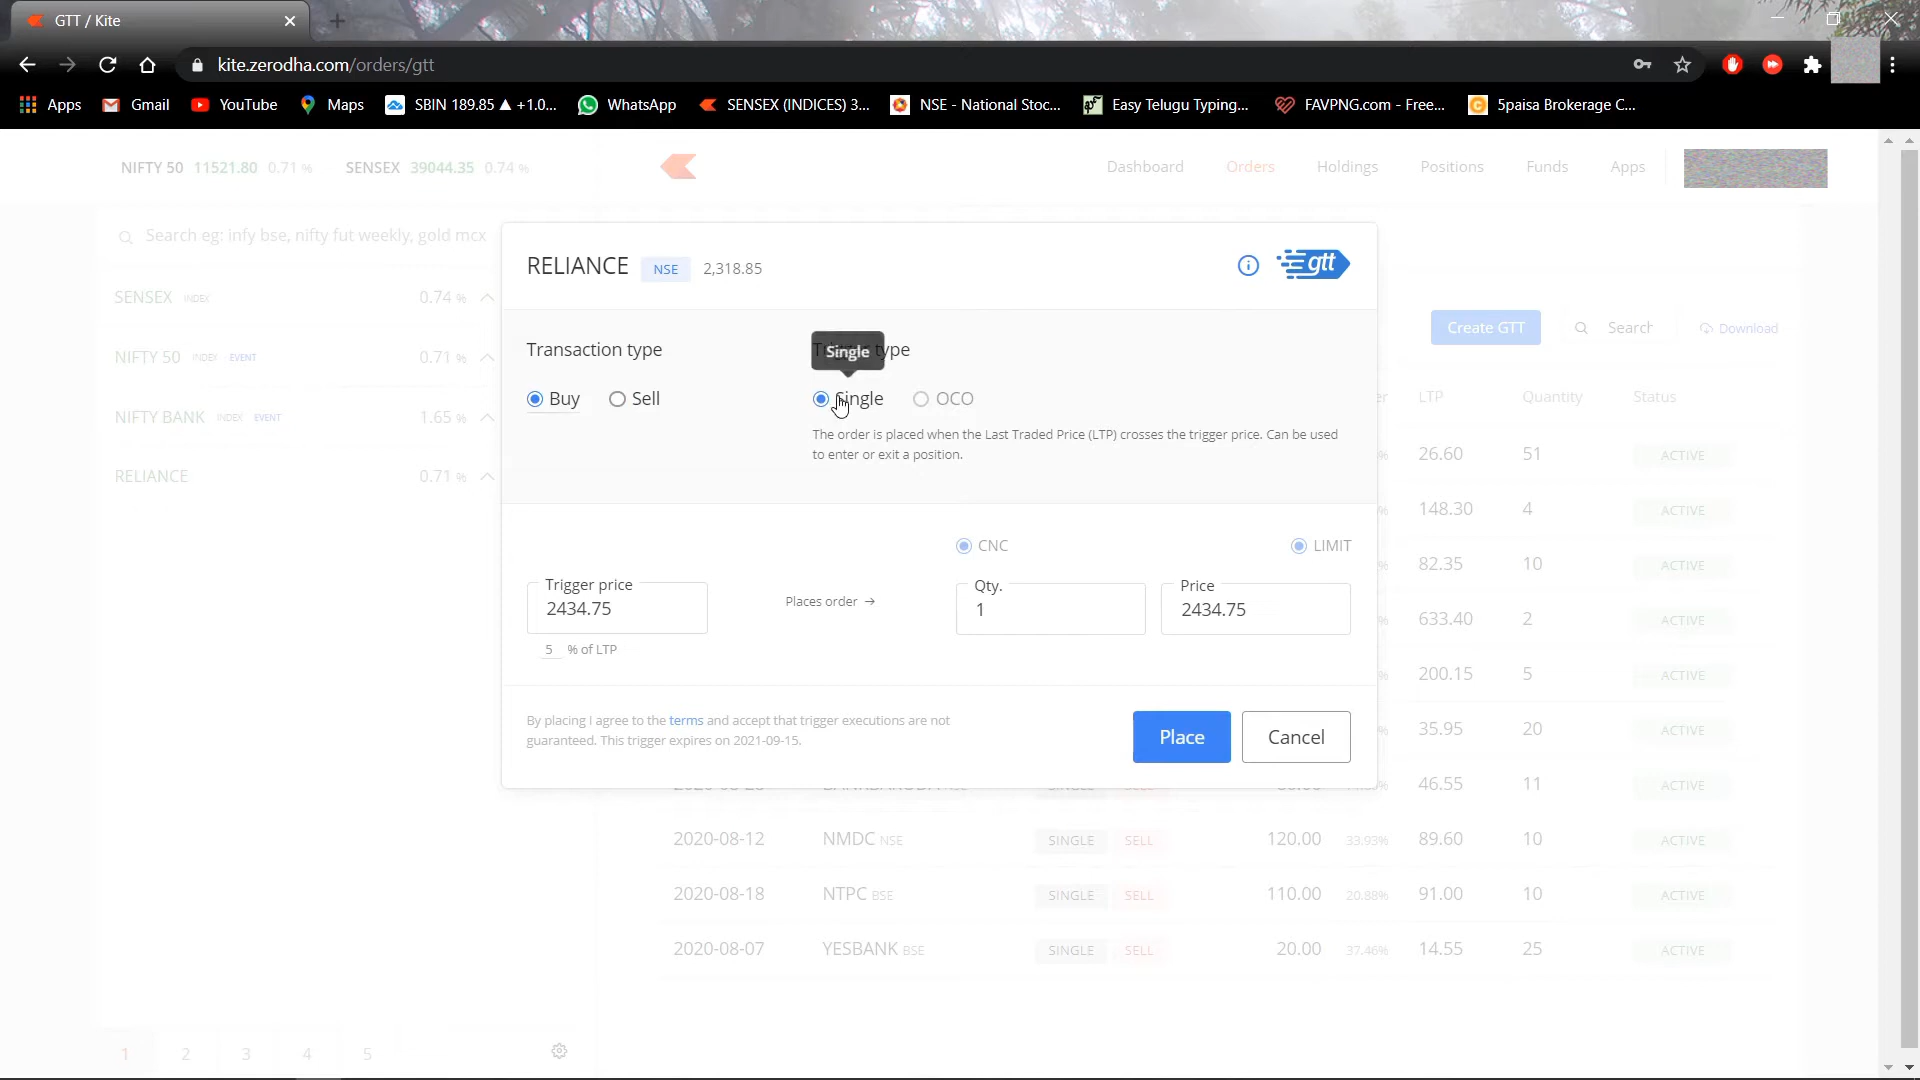 GTT / Kite
kite.zerodha.com/orders/gtt
Apps Gmail YouTube Maps SBIN 189.85 ▲ +1.0... WhatsApp SENSEX (INDICES) 3... NSE - National Stoc... Easy Telugu Typing... FAVPNG.com - Free... 5paisa Brokerage C...
NIFTY 50 11521.80 0.71 % SENSEX 39044.35 0.74 % Dashboard Orders Holdings Positions Funds Apps
Search eg: infy bse, nifty fut weekly, gold mcx
SENSEX INDEX 0.74 %
NIFTY 50 INDEX EVENT 0.71 %
NIFTY BANK INDEX EVENT 1.65 %
RELIANCE 0.71 %
1 2 3 4 5
RELIANCE NSE 2,318.85 gtt
Transaction type
Buy Sell
Single
type
Single OCO
The order is placed when the Last Traded Price (LTP) crosses the trigger price. Can be used
to enter or exit a position.
CNC LIMIT
Trigger price
2434.75
5 % of LTP
Places order →
Qty.
1
Price
2434.75
By placing I agree to the terms and accept that trigger executions are not
guaranteed. This trigger expires on 2021-09-15.
Place Cancel
Create GTT Search Download
LTP Quantity Status
26.60 51 ACTIVE
148.30 4 ACTIVE
82.35 10 ACTIVE
633.40 2 ACTIVE
200.15 5 ACTIVE
35.95 20 ACTIVE
46.55 11 ACTIVE
2020-08-12 NMDC NSE SINGLE SELL 120.00 33.93% 89.60 10 ACTIVE
2020-08-18 NTPC BSE SINGLE SELL 110.00 20.88% 91.00 10 ACTIVE
2020-08-07 YESBANK BSE SINGLE SELL 20.00 37.46% 14.55 25 ACTIVE